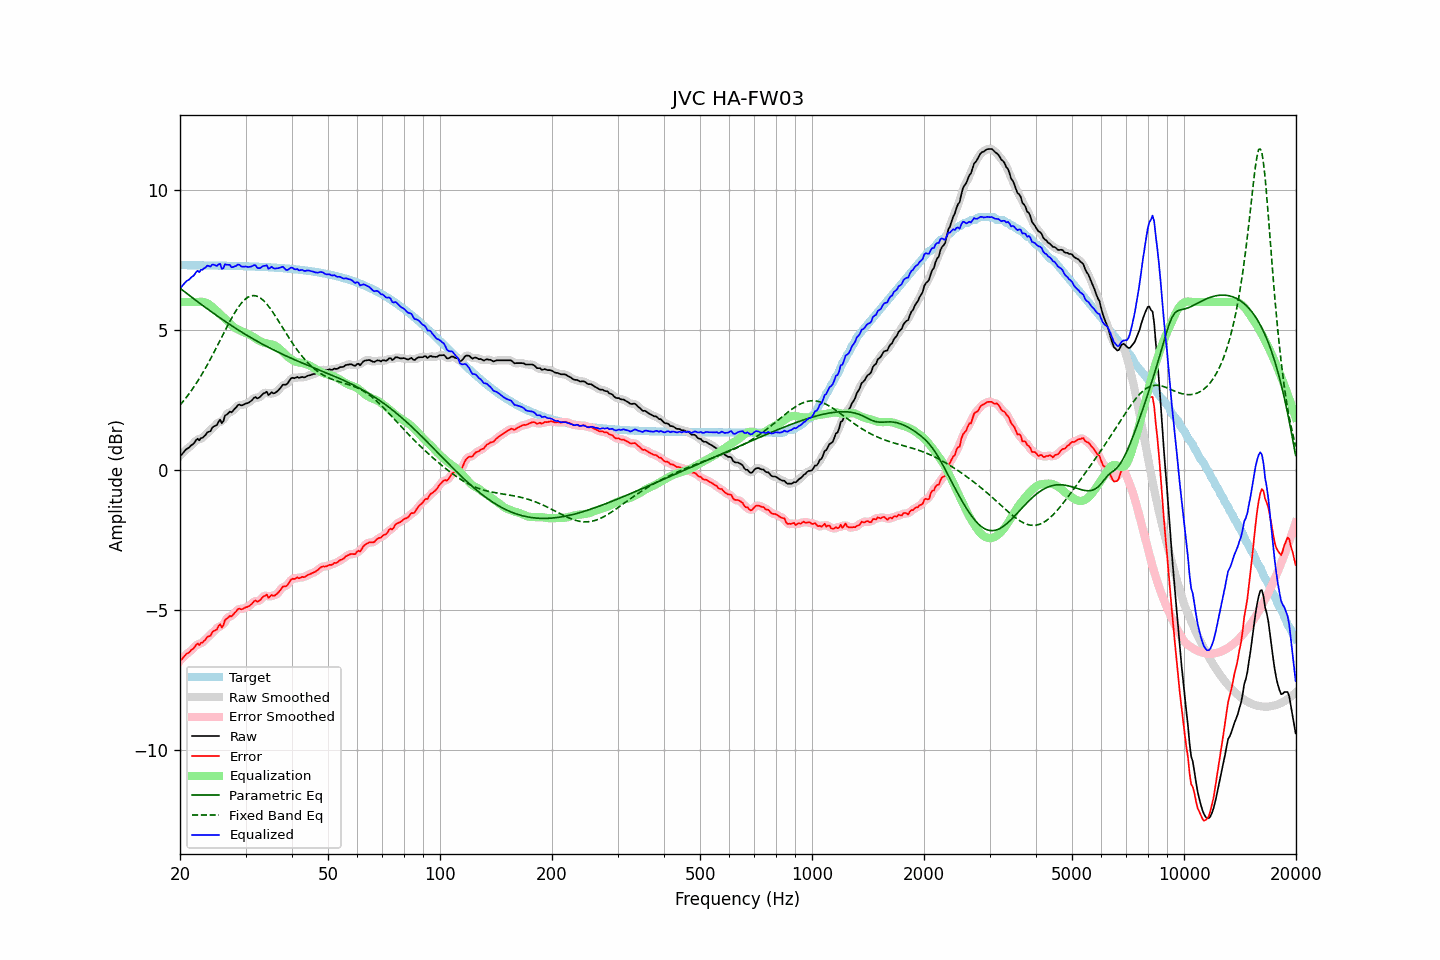 JVC HA-FW03
Amplitude (dBr)
10
5
0
−5
−10
Target
Raw Smoothed
Error Smoothed
Raw
Error
Equalization
Parametric Eq
Fixed Band Eq
Equalized
20 50 100 200 500 1000 2000 5000 10000 20000
Frequency (Hz)